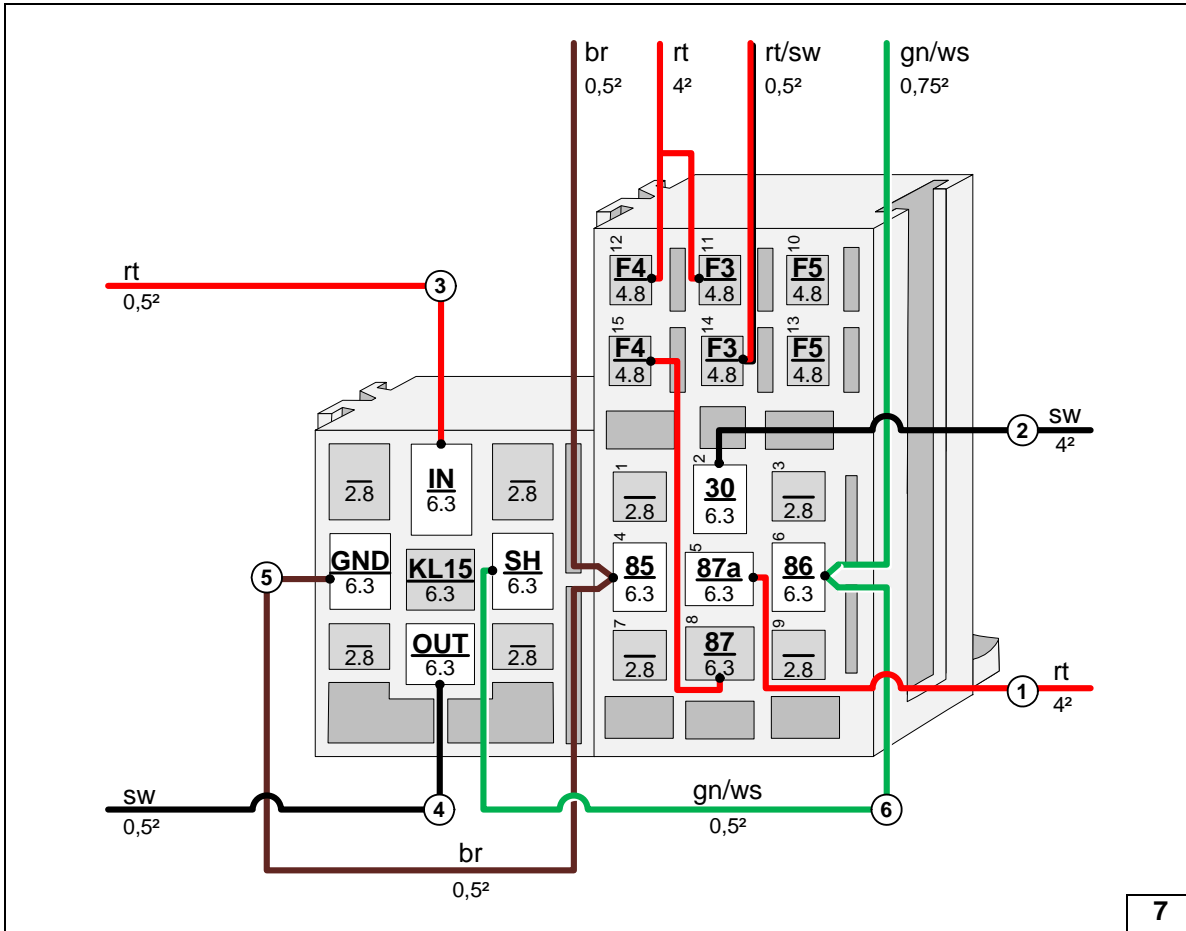 br rt rt/sw gn/ws
0,5² 4² 0,5² 0,75²
12 11 10
F4 F3 F5
4.8 4.8 4.8
rt
0,5²
3
15 14 13
F4 F3 F5
4.8 4.8 4.8
2 sw
4²
1 2 3
2.8 30 2.8
6.3
IN
2.8 6.3 2.8
4 5 6
85 87a 86
6.3 6.3 6.3
GND KL15 SH
6.3 6.3 6.3
5
7 8 9
2.8 87 2.8
6.3
OUT
2.8 6.3 2.8
1 rt
4²
sw
0,5²
4
gn/ws
0,5²
6
br
0,5²
7